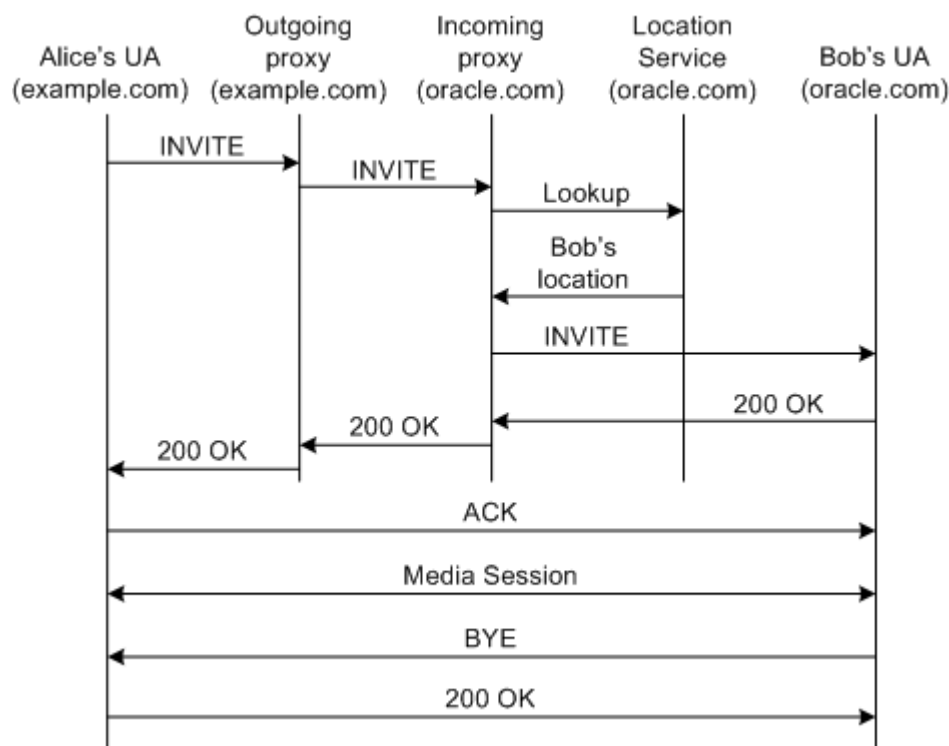 Alice's UA
(example.com)
Outgoing
proxy
(example.com)
Incoming
proxy
(oracle.com)
Location
Service
(oracle.com)
Bob's UA
(oracle.com)
INVITE
INVITE
Lookup
Bob's
location
INVITE
200 OK
200 OK
200 OK
ACK
Media Session
BYE
200 OK